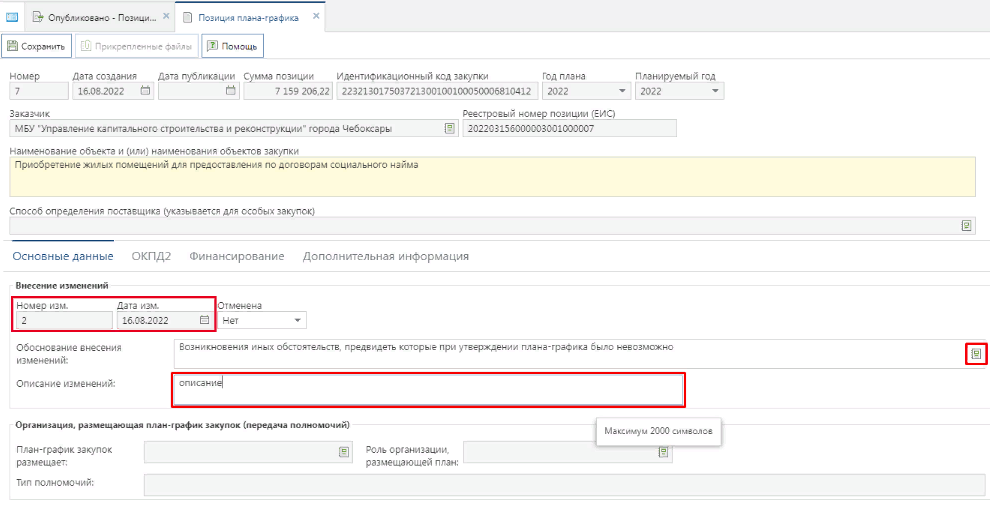 Опубликовано - Позици... Позиция плана-графика
Сохранить Прикрепленные файлы Помощь
Номер Дата создания Дата публикации Сумма позиции Идентификационный код закупки Год плана Планируемый год
7 16.08.2022 7 159 206,22 223213017503721300100100050006810412 2022 2022
Заказчик Реестровый номер позиции (ЕИС)
МБУ "Управление капитального строительства и реконструкции" города Чебоксары 202203156000003001000007
Наименование объекта и (или) наименования объектов закупки
Приобретение жилых помещений для предоставления по договорам социального найма
Способ определения поставщика (указывается для особых закупок)
Основные данные ОКПД2 Финансирование Дополнительная информация
Внесение изменений
Номер изм. Дата изм. Отменена
2 16.08.2022 Нет
Обоснование внесения изменений: Возникновения иных обстоятельств, предвидеть которые при утверждении плана-графика было невозможно
Описание изменений: описание
Организация, размещающая план-график закупок (передача полномочий)
Максимум 2000 символов
План-график закупок размещает: Роль организации, размещающей план:
Тип полномочий: